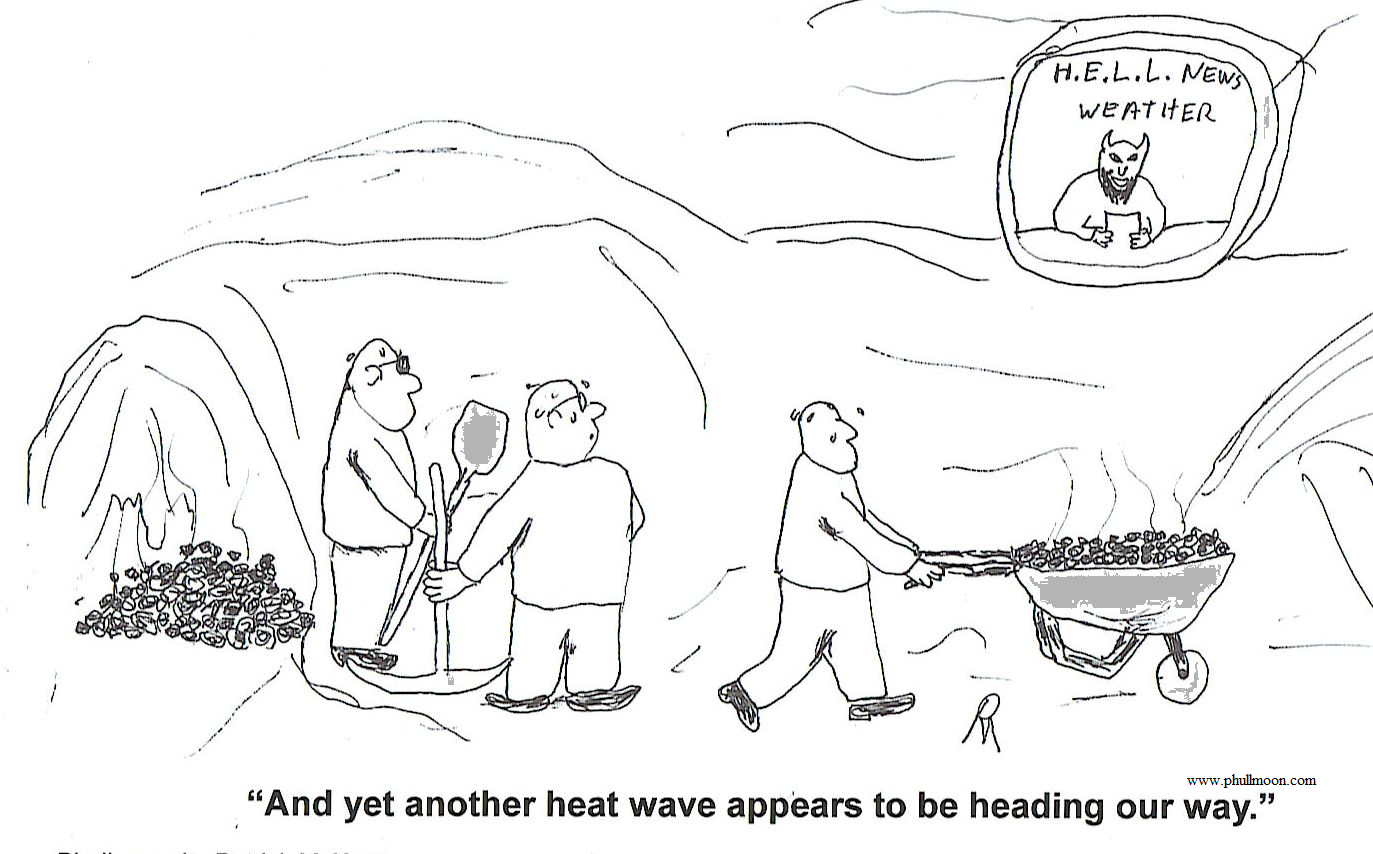 H.E.L.L. NEWS
WEATHER
www.phullmoon.com
“And yet another heat wave appears to be heading our way.”